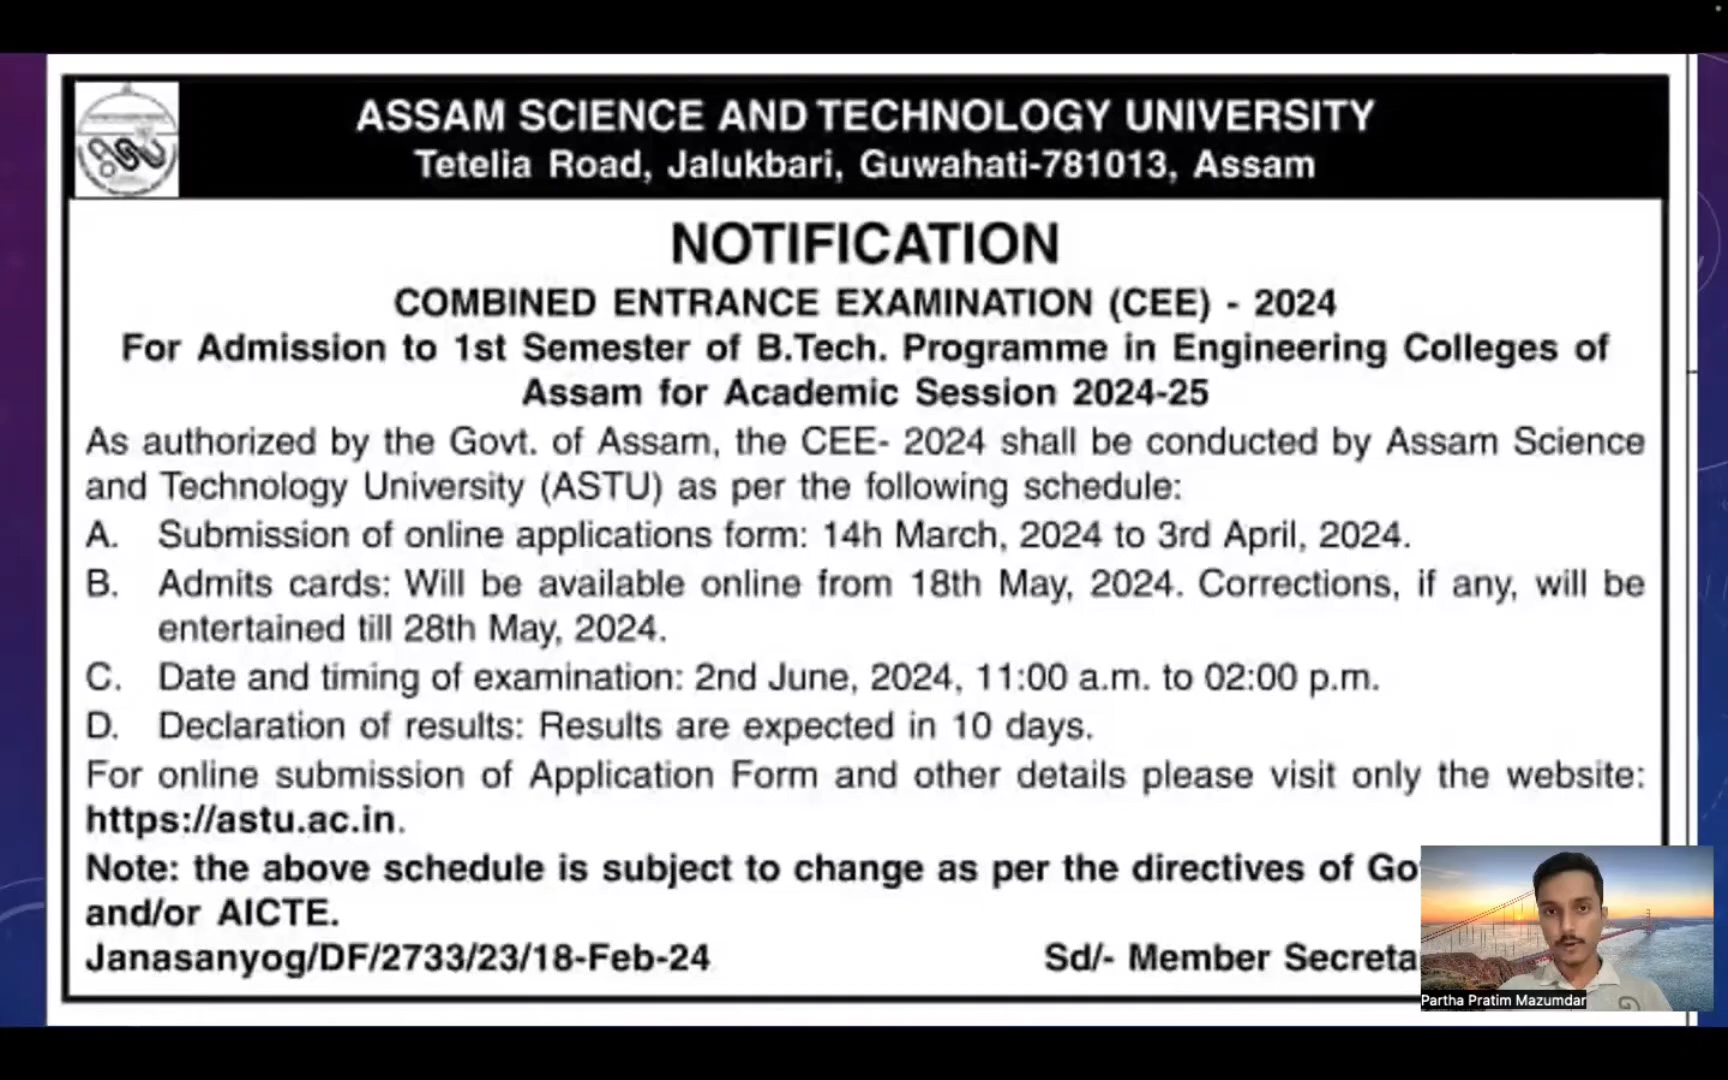 ASSAM SCIENCE AND TECHNOLOGY UNIVERSITY
Tetelia Road, Jalukbari, Guwahati-781013, Assam
NOTIFICATION
COMBINED ENTRANCE EXAMINATION (CEE) - 2024
For Admission to 1st Semester of B.Tech. Programme in Engineering Colleges of
Assam for Academic Session 2024-25
As authorized by the Govt. of Assam, the CEE- 2024 shall be conducted by Assam Science
and Technology University (ASTU) as per the following schedule:
A. Submission of online applications form: 14h March, 2024 to 3rd April, 2024.
B. Admits cards: Will be available online from 18th May, 2024. Corrections, if any, will be
entertained till 28th May, 2024.
C. Date and timing of examination: 2nd June, 2024, 11:00 a.m. to 02:00 p.m.
D. Declaration of results: Results are expected in 10 days.
For online submission of Application Form and other details please visit only the website:
https://astu.ac.in.
Note: the above schedule is subject to change as per the directives of
and/or AICTE.
Janasanyog/DF/2733/23/18-Feb-24
Sd/- Member
Partha Pratim Mazumdar